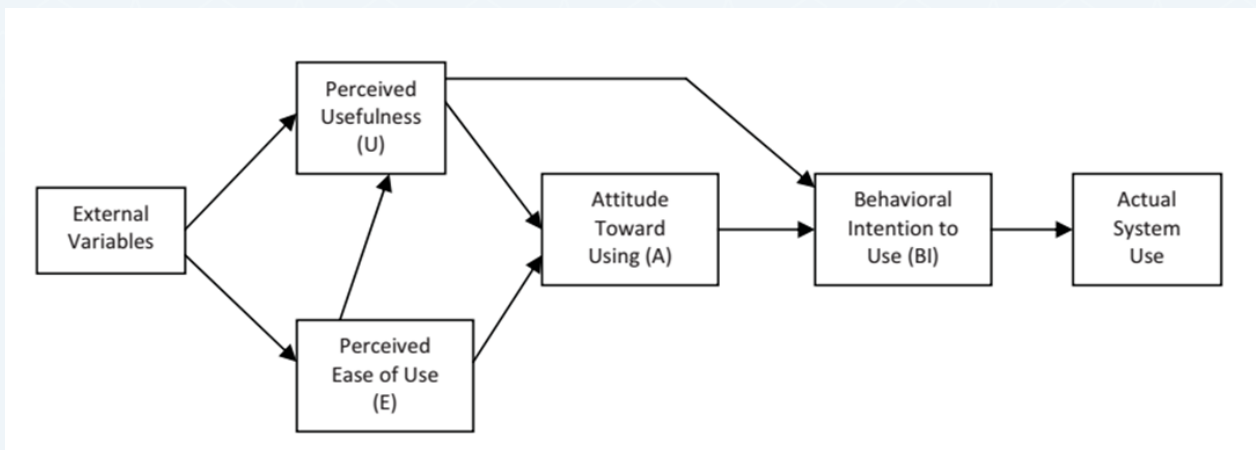 External
Variables
Perceived
Usefulness
(U)
Perceived
Ease of Use
(E)
Attitude
Toward
Using (A)
Behavioral
Intention to
Use (BI)
Actual
System
Use